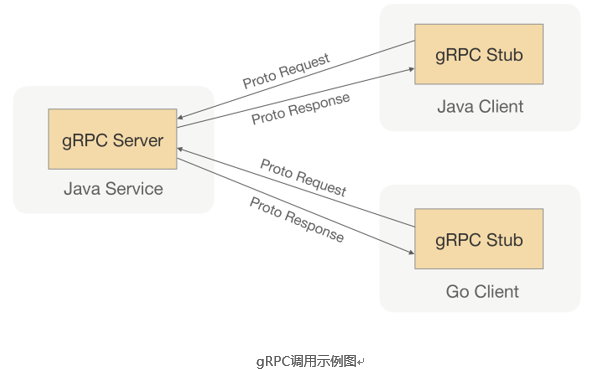 gRPC Stub
Java Client
Proto Request
Proto Response
gRPC Server
Java Service
Proto Request
Proto Response
gRPC Stub
Go Client
gRPC调用示例图↵